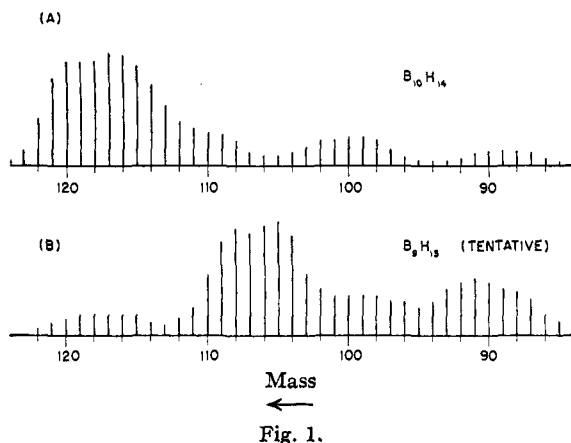 (A)
B10H14
120 110 100 90
(B)
B9H13 (TENTATIVE)
120 110 100 90
Mass
←
Fig. 1.